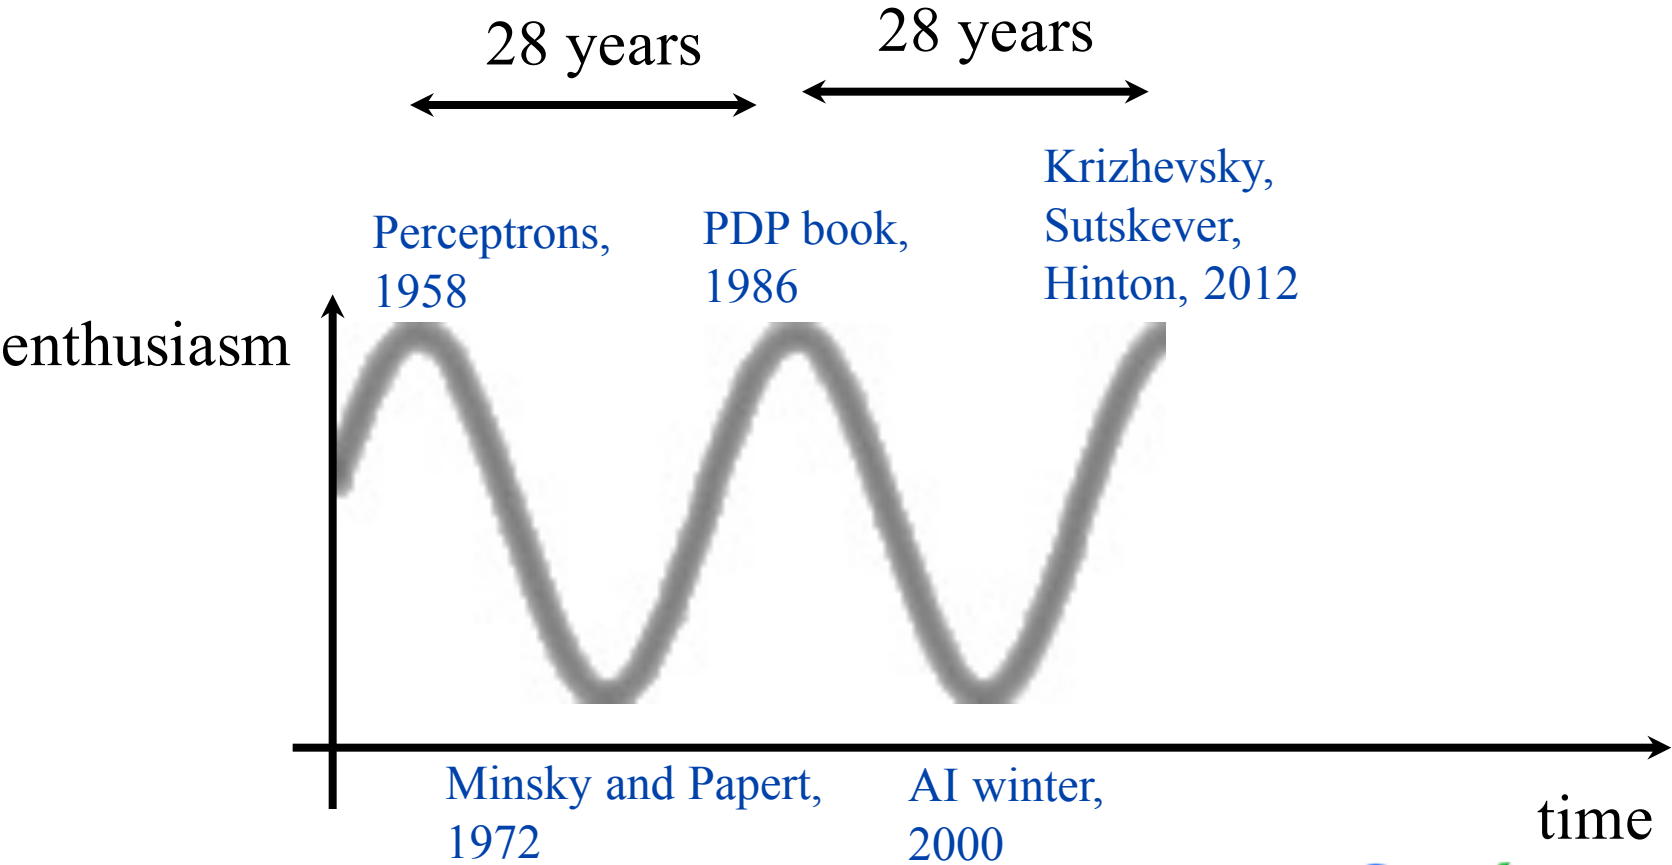 28 years
28 years
Perceptrons,
1958
PDP book,
1986
Krizhevsky,
Sutskever,
Hinton, 2012
enthusiasm
Minsky and Papert,
1972
AI winter,
2000
time